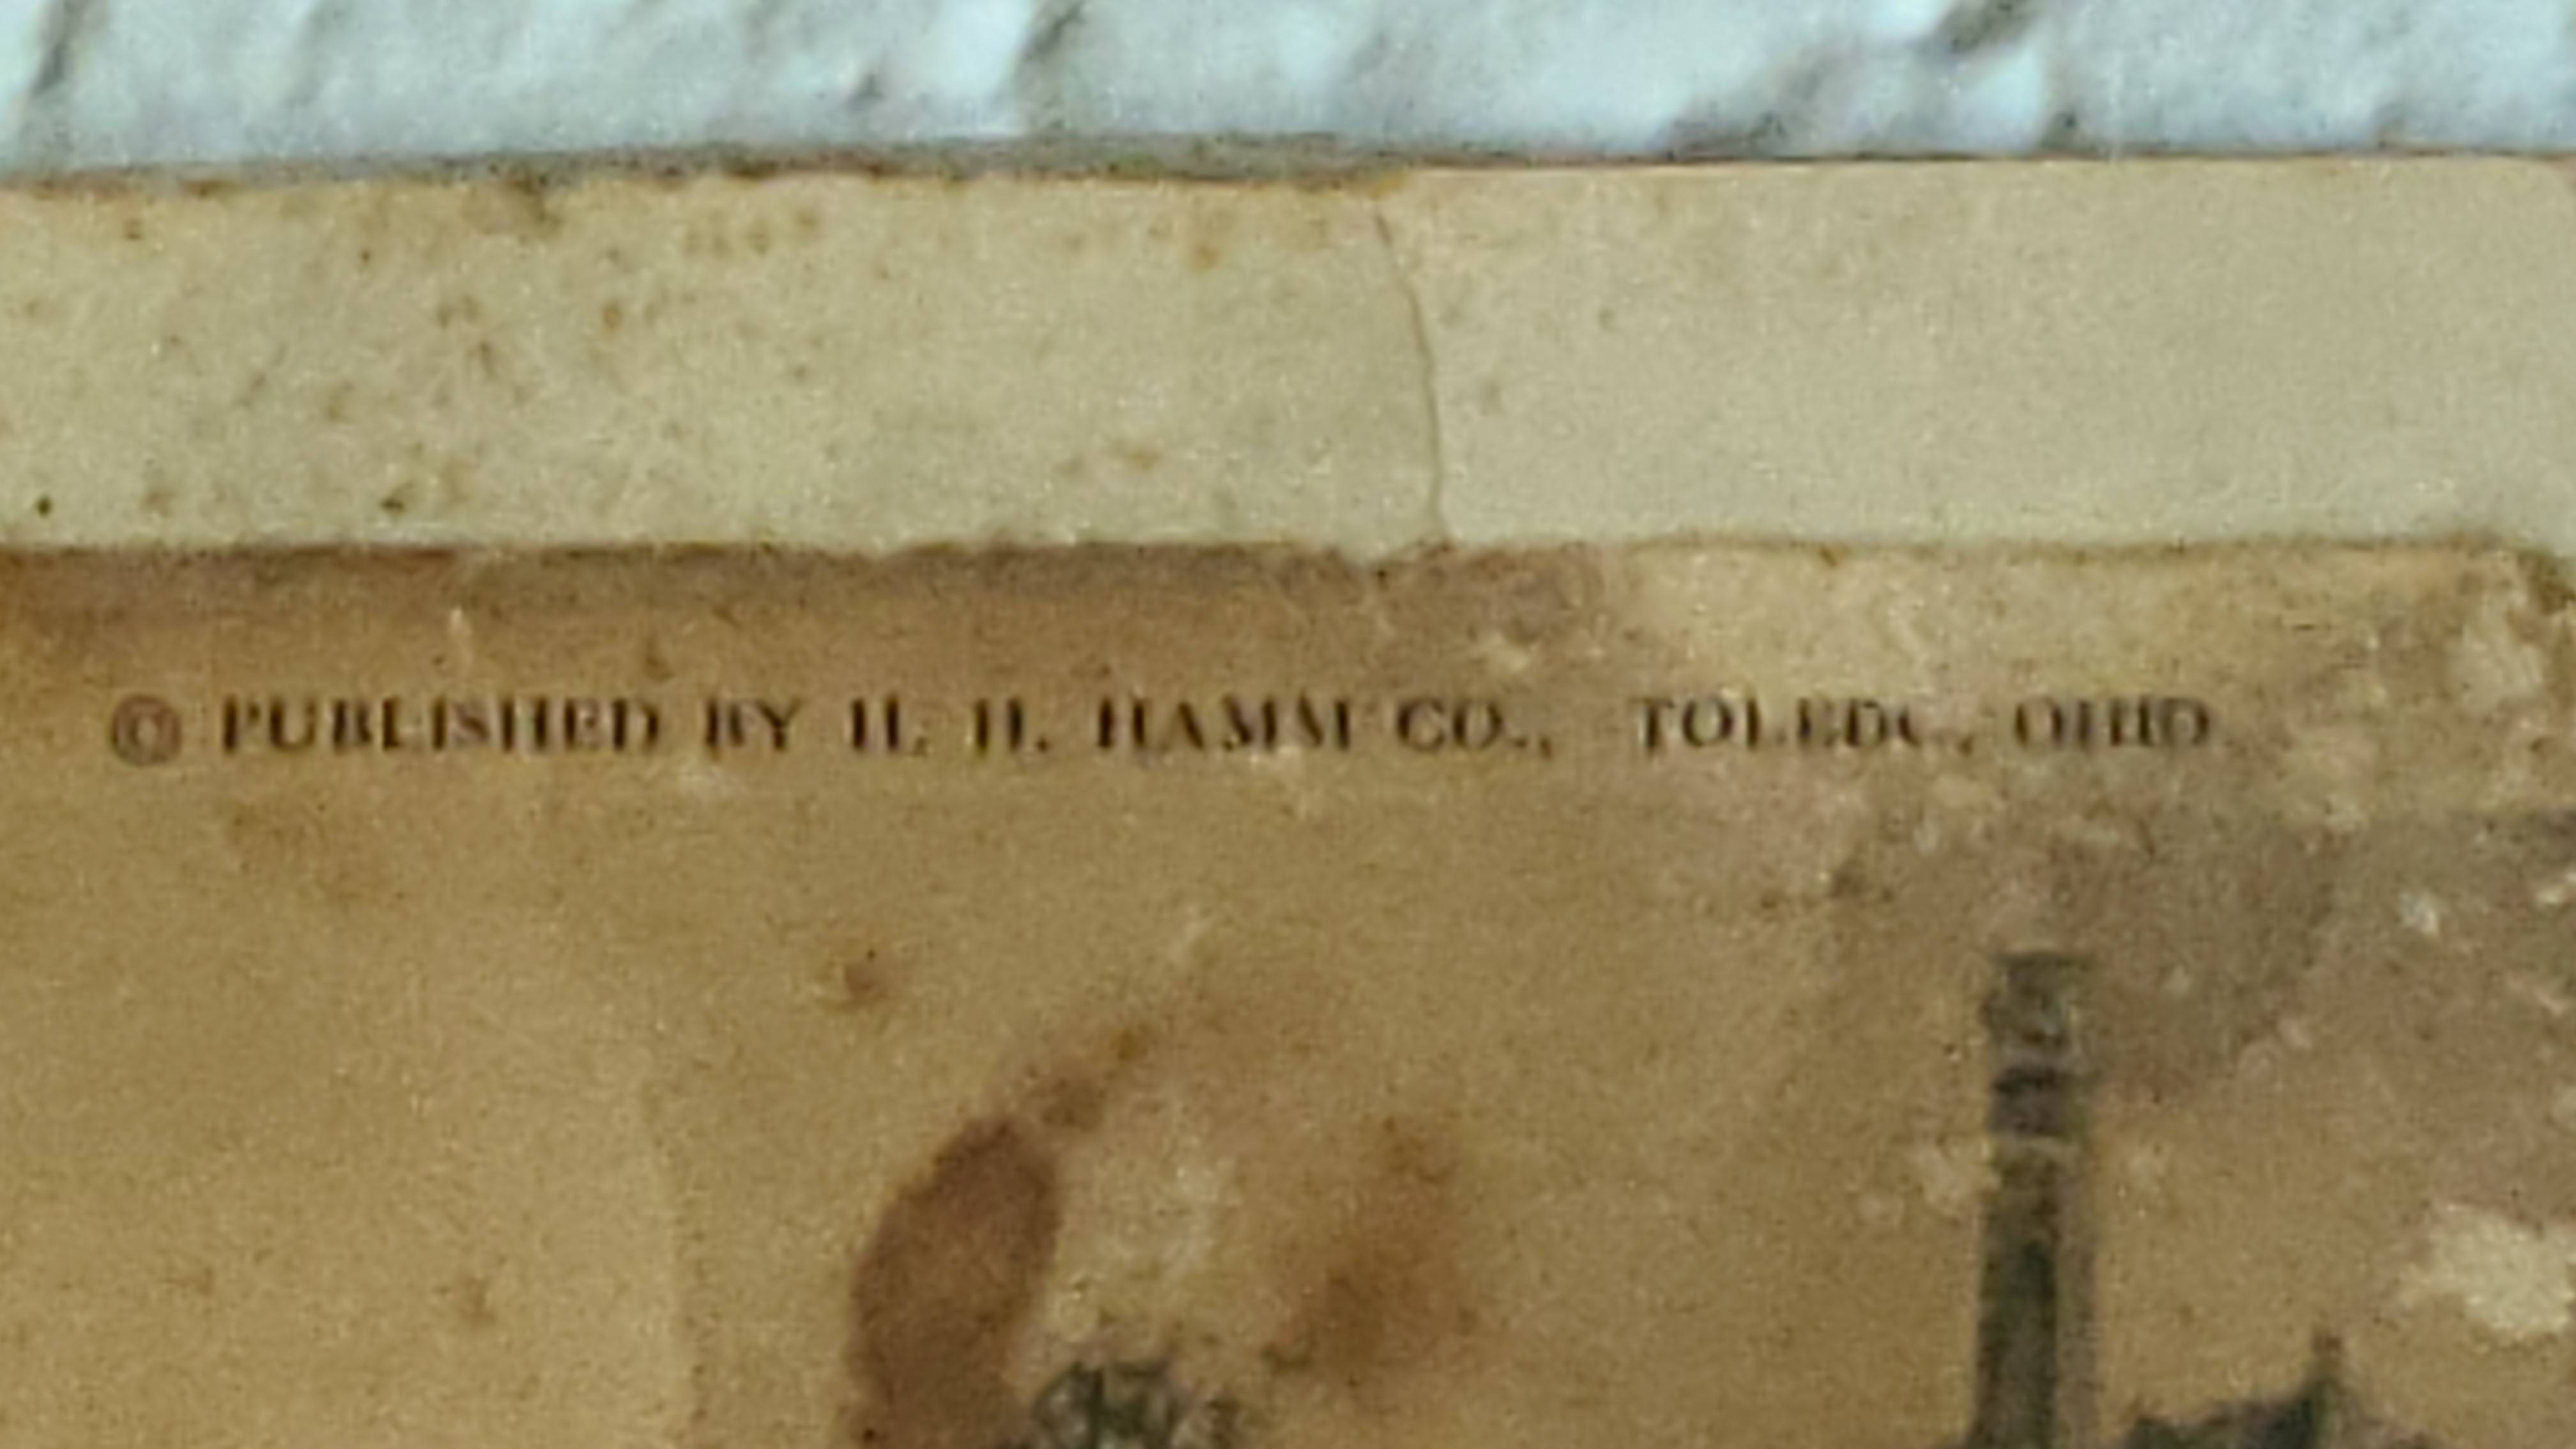 © PUBLISHED BY H. H. HAMM CO., TOLEDO, OHIO.